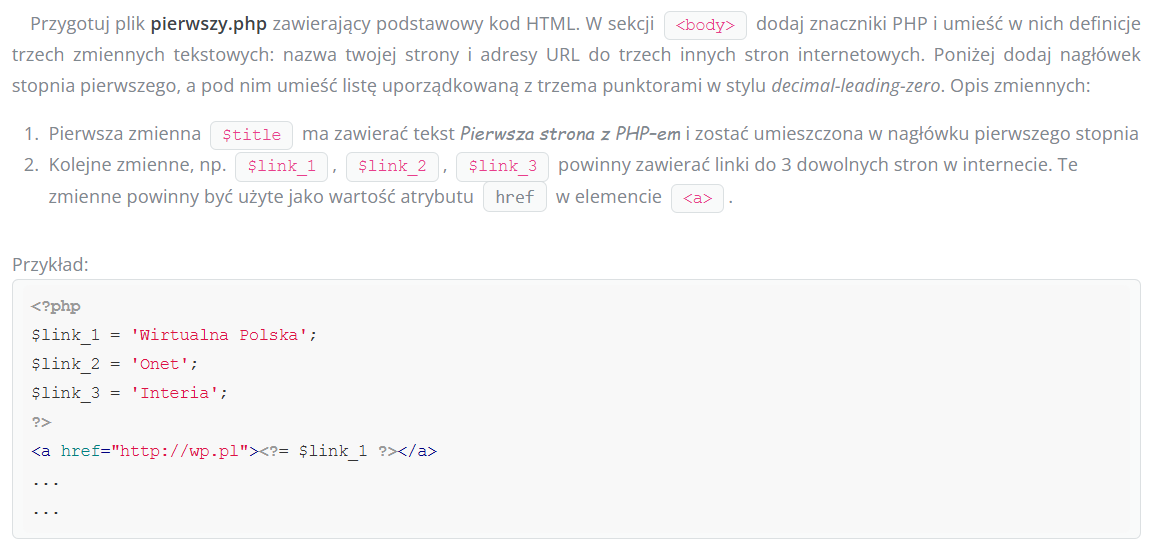 Przygotuj plik pierwszy.php zawierający podstawowy kod HTML. W sekcji <body> dodaj znaczniki PHP i umieść w nich definicje
trzech zmiennych tekstowych: nazwa twojej strony i adresy URL do trzech innych stron internetowych. Poniżej dodaj nagłówek
stopnia pierwszego, a pod nim umieść listę uporządkowaną z trzema punktorami w stylu decimal-leading-zero. Opis zmiennych:
1. Pierwsza zmienna $title ma zawierać tekst Pierwsza strona z PHP-em i zostać umieszczona w nagłówku pierwszego stopnia
2. Kolejne zmienne, np. $link_1 , $link_2 , $link_3 powinny zawierać linki do 3 dowolnych stron w internecie. Te
zmienne powinny być użyte jako wartość atrybutu href w elemencie <a> .
Przykład:
<?php
$link_1 = 'Wirtualna Polska';
$link_2 = 'Onet';
$link_3 = 'Interia';
?>
<a href="http://wp.pl"><?= $link_1 ?></a>
...
...